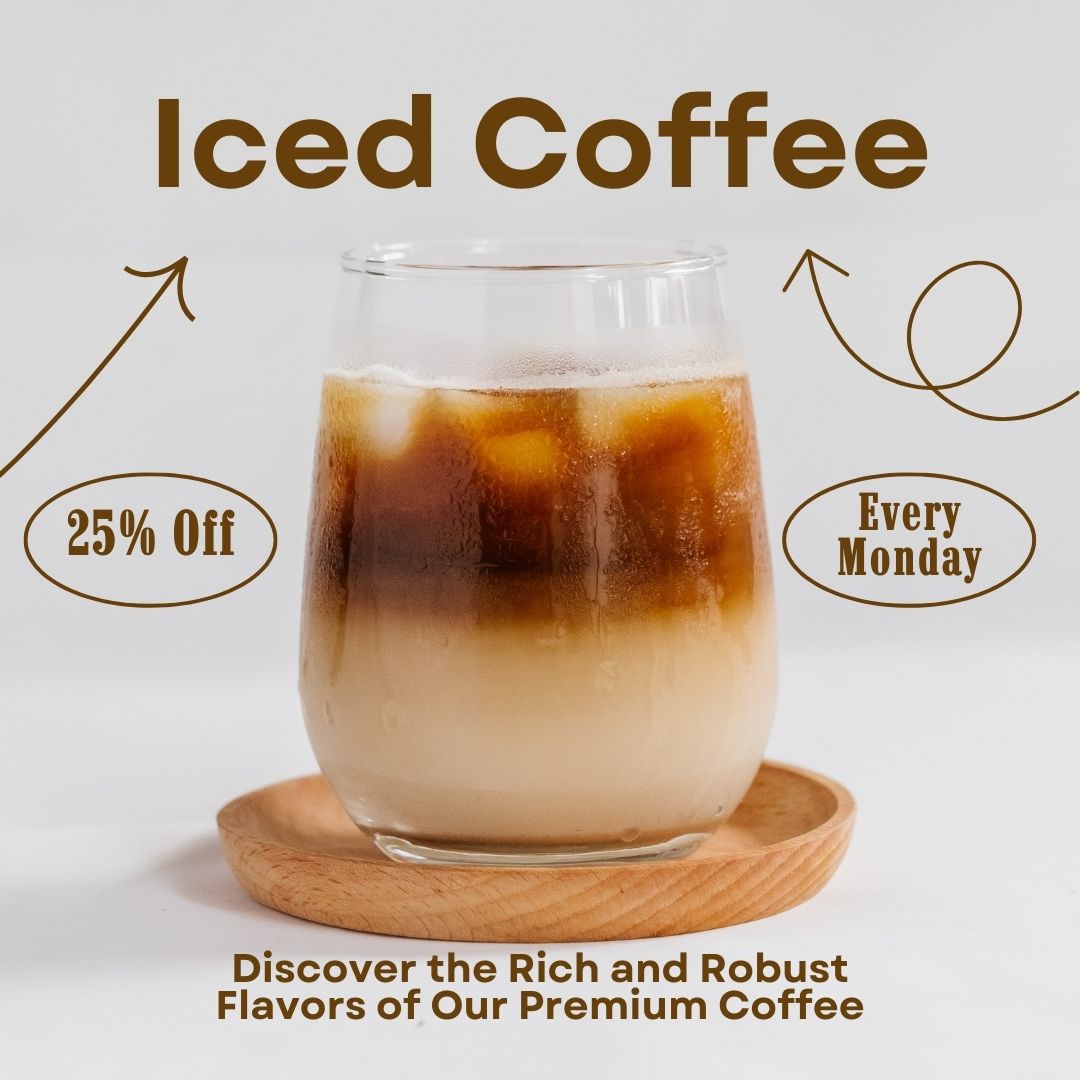 Iced Coffee
25% Off
Every
Monday
Discover the Rich and Robust
Flavors of Our Premium Coffee